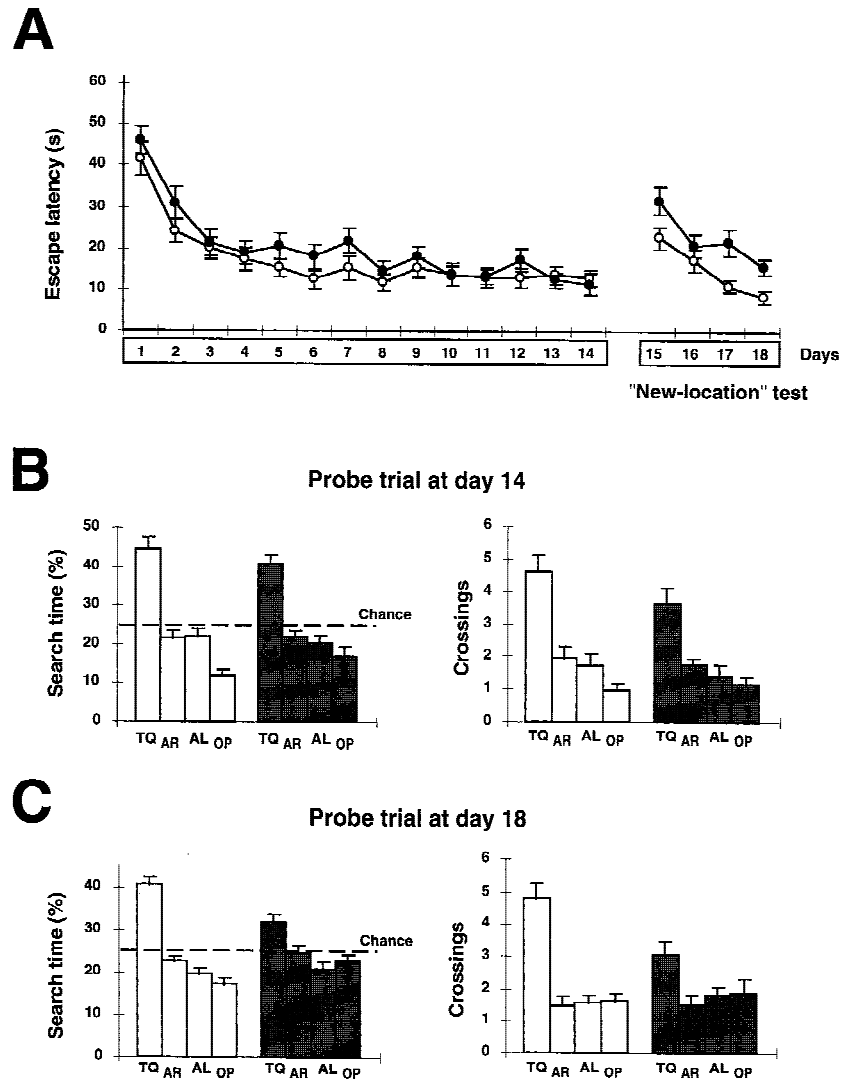 A
60
50
40
30
20
10
0
Escape latency (s)
1 2 3 4 5 6 7 8 9 10 11 12 13 14 15 16 17 18 Days
"New-location" test
B
Probe trial at day 14
50
40
30
20
10
0
Search time (%)
Chance
TQ AR AL OP TQ AR AL OP
6
5
4
3
2
1
0
Crossings
TQ AR AL OP TQ AR AL OP
C
Probe trial at day 18
40
30
20
10
0
Search time (%)
Chance
TQ AR AL OP TQ AR AL OP
6
5
4
3
2
1
0
Crossings
TQ AR AL OP TQ AR AL OP